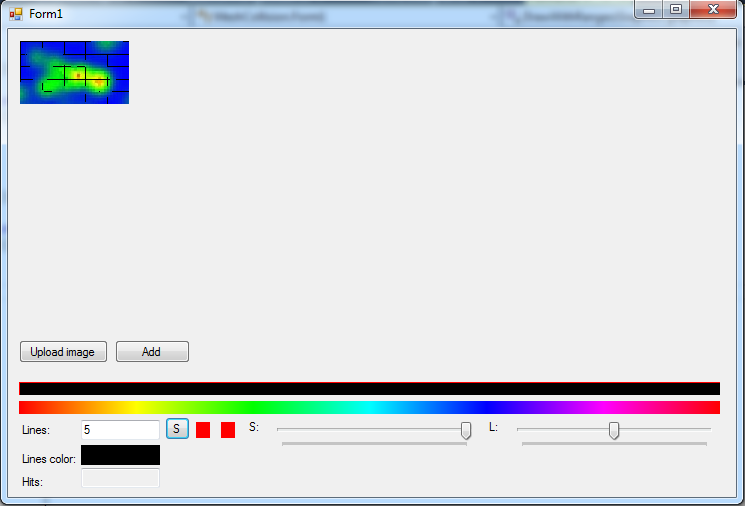 Form1
Upload image
Add
Lines:
5
S
S:
L:
Lines color:
Hits: